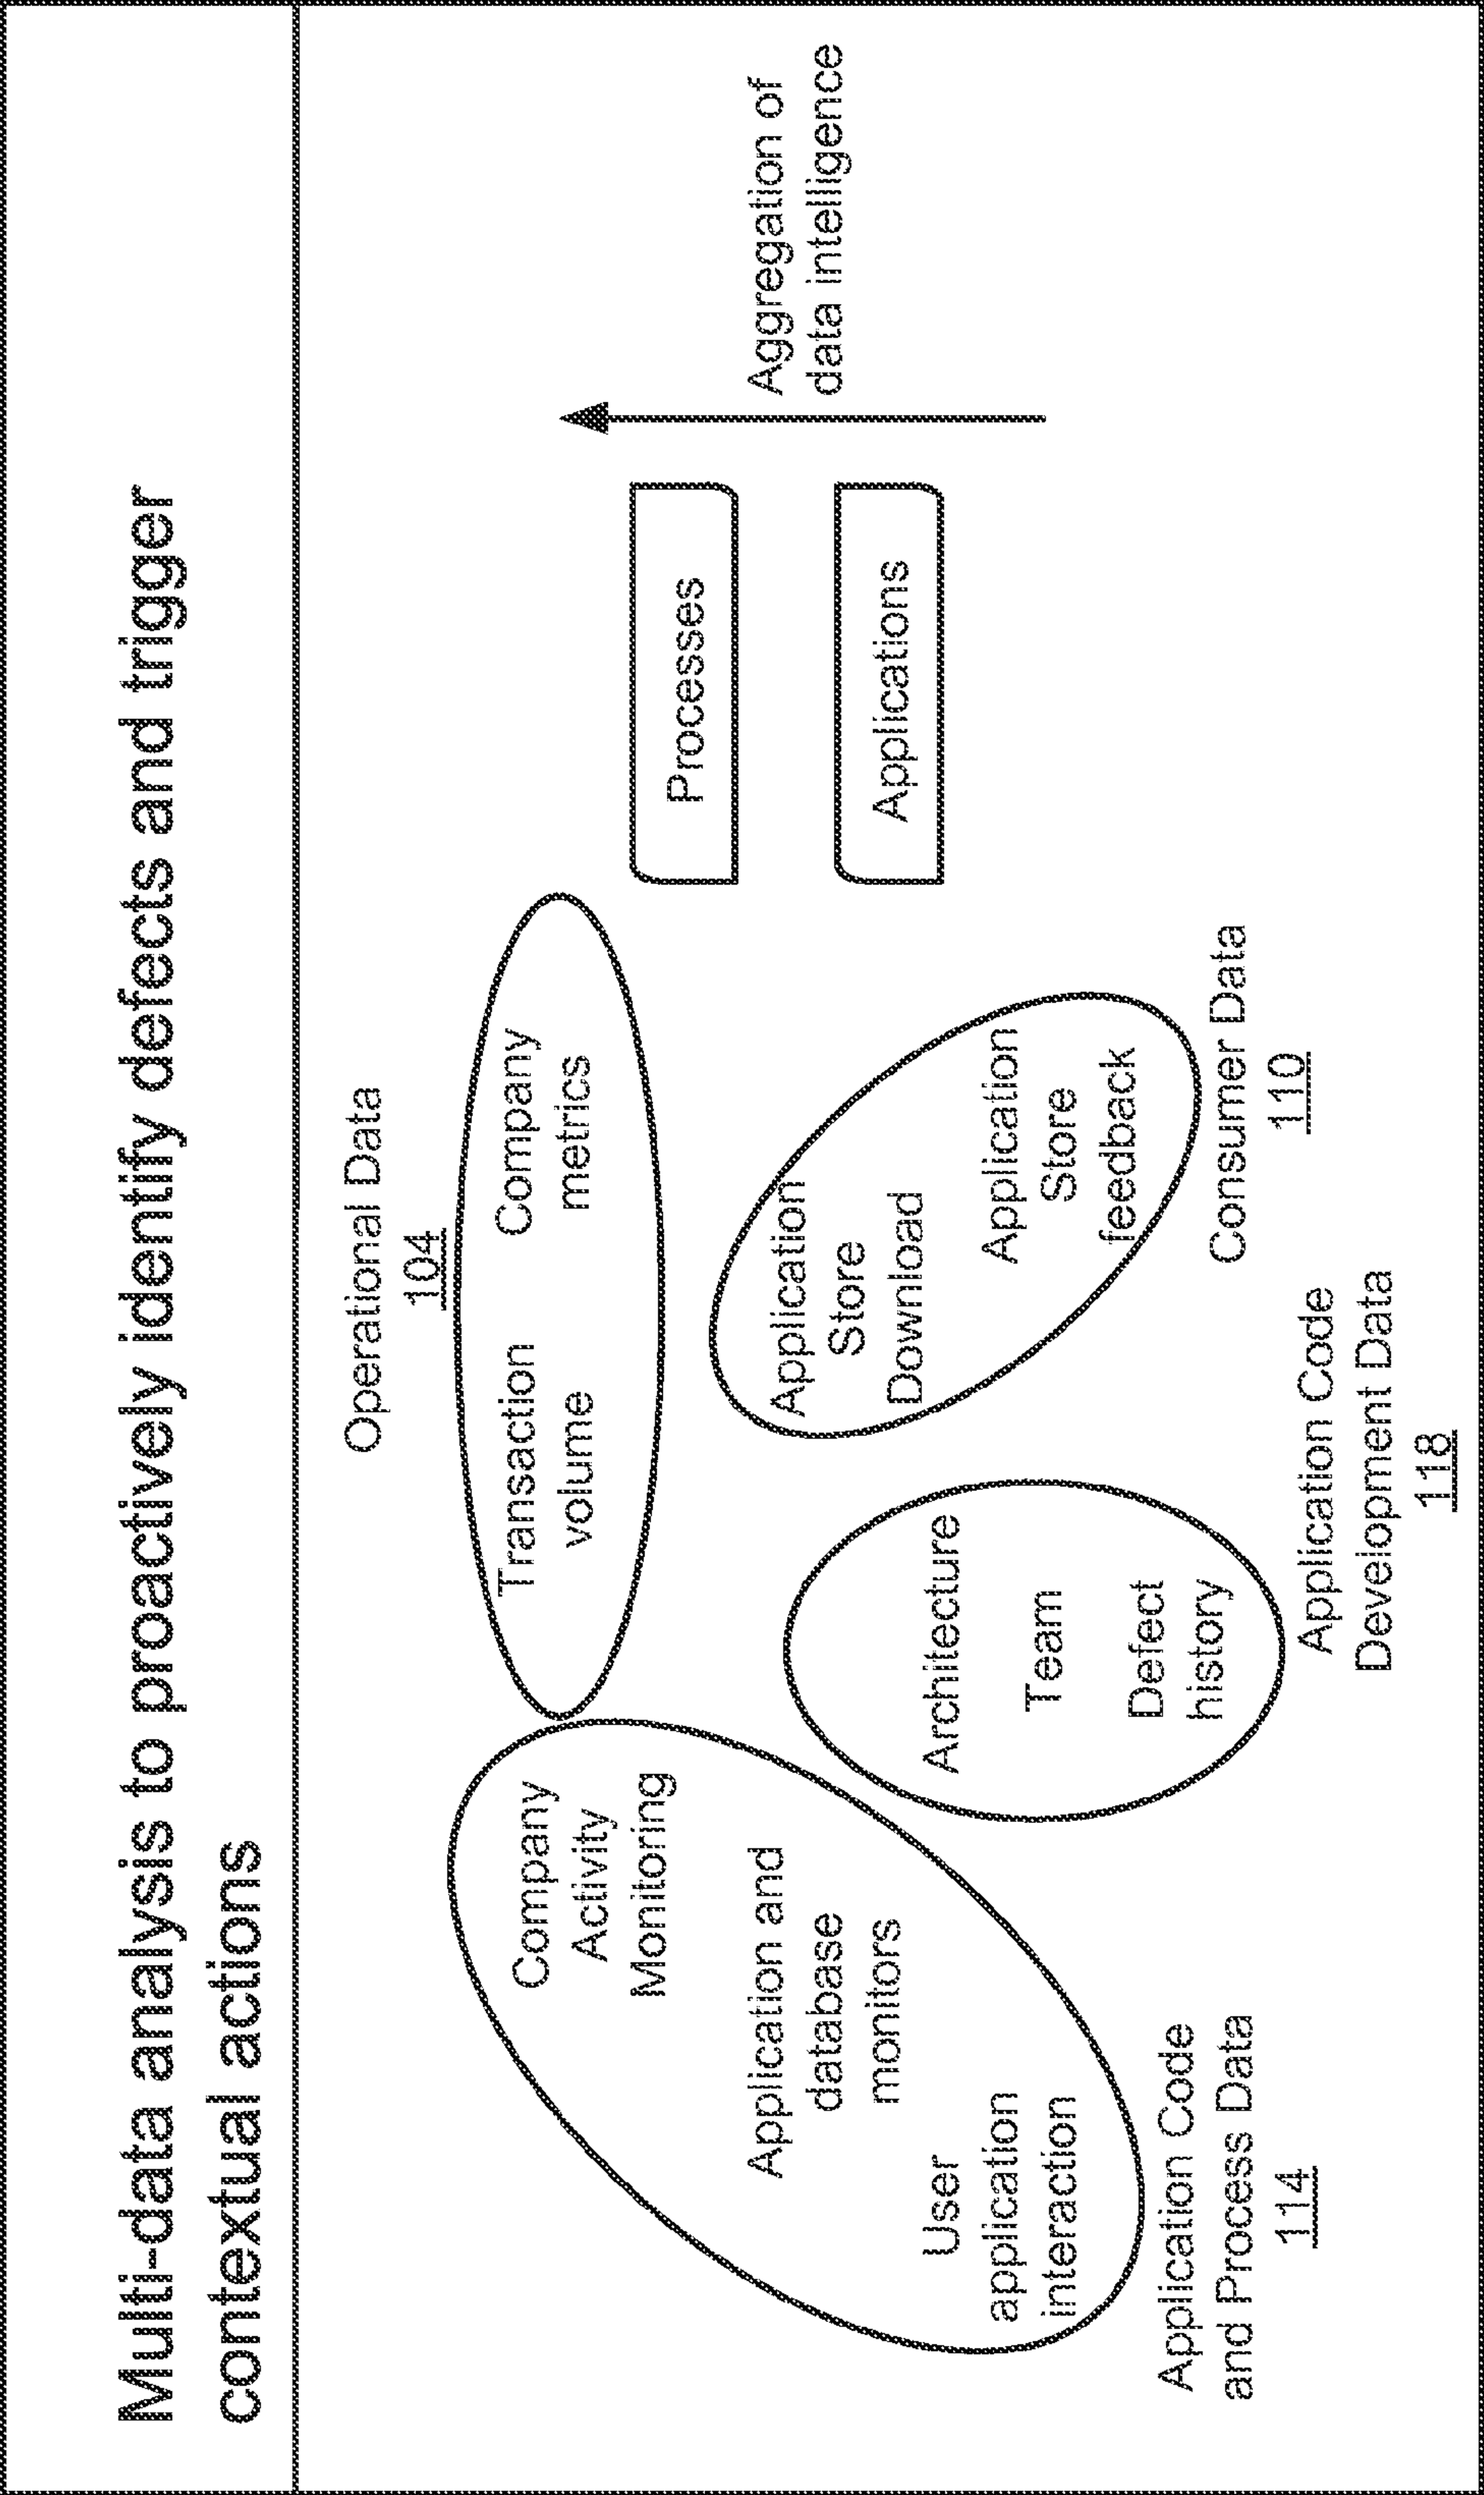 Multi-data analysis to proactively identify defects and trigger
contextual actions
Operational Data
104
Transaction
volume
Company
metrics
Company
Activity
Monitoring
Application and
database
monitors
User
application
interaction
Application Code
and Process Data
114
Architecture
Team
Defect
history
Application Code
Development Data
118
Application
Store
Download
Application
Store
feedback
Consumer Data
110
Processes
Applications
Aggregation of
data intelligence